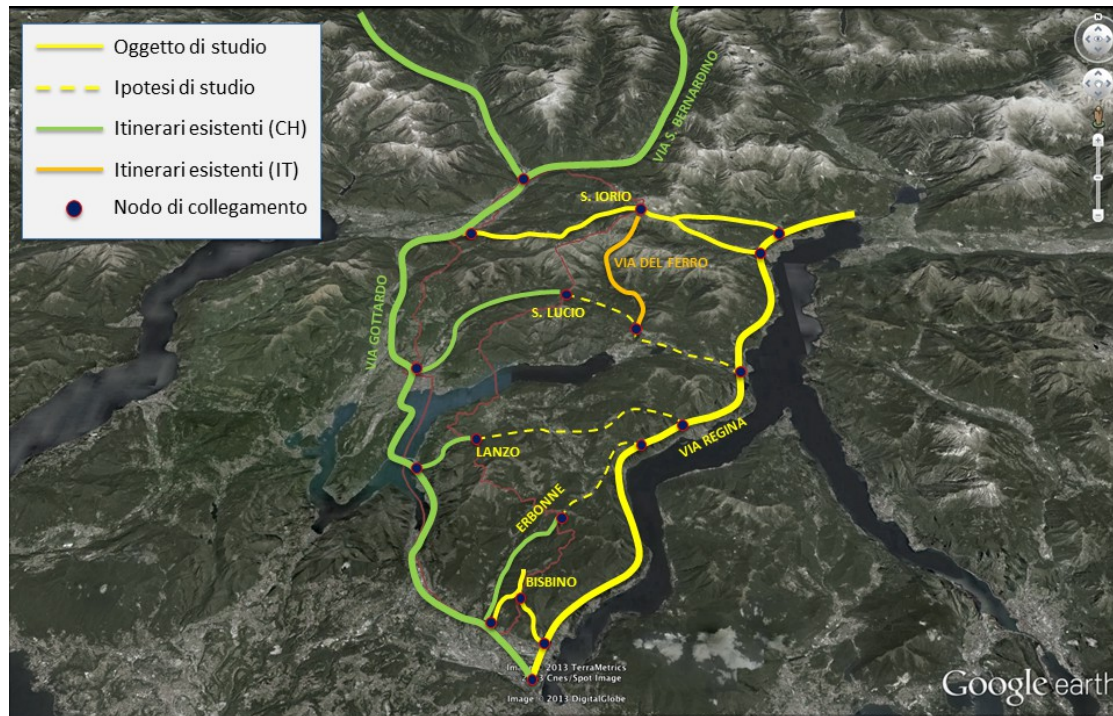 Oggetto di studio
Ipotesi di studio
Itinerari esistenti (CH)
Itinerari esistenti (IT)
Nodo di collegamento
N
VIA S. BERNARDINO
S. IORIO
VIA DEL FERRO
VIA GOTTARDO
S. LUCIO
VIA REGINA
LANZO
ERBONNE
BISBINO
© 2013 TerraMetrics
Cnes/Spot Image
Image © 2013 DigitalGlobe
Google earth